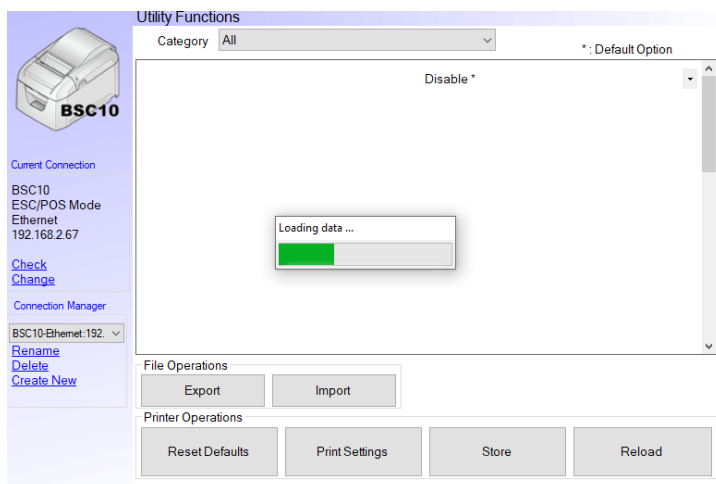 Utility Functions
Category All
* : Default Option
Disable *
BSC10
Current Connection
BSC10
ESC/POS Mode
Ethernet
192.168.2.67
Check
Change
Connection Manager
BSC10-Ethernet:192.
Rename
Delete
Create New
Loading data ...
File Operations
Export Import
Printer Operations
Reset Defaults Print Settings Store Reload